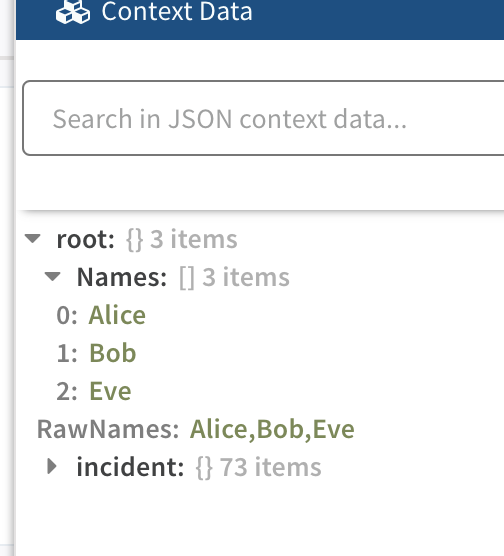 Context Data
Search in JSON context data...
root: {} 3 items
Names: [] 3 items
0: Alice
1: Bob
2: Eve
RawNames: Alice,Bob,Eve
incident: {} 73 items